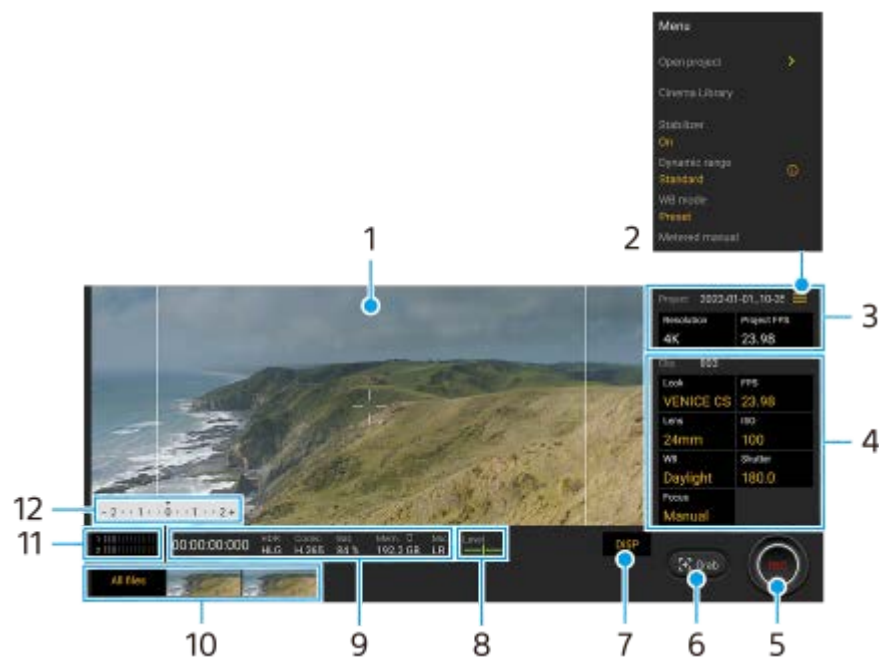 Menu
Open project
Cinema Library
Stabilizer
On
Dynamic range
Standard
WB mode
Preset
Metered manual
1
2
3
Project 2022-01-01_10-25
Resolution Project FPS
4K 23.98
4
003
Look FPS
VENICE CS 23.98
Lens ISO
24mm 100
WB Shutter
Daylight 180.0
Focus
Manual
12
-2··1··0··1··2+
11
1
2
00:00:00:000
HDR Codec Batt Mem. Mic
HLG H.265 84 % 192.2 GB LR
Level
DISP
Grab
REC
All files
10 9 8 7 6 5